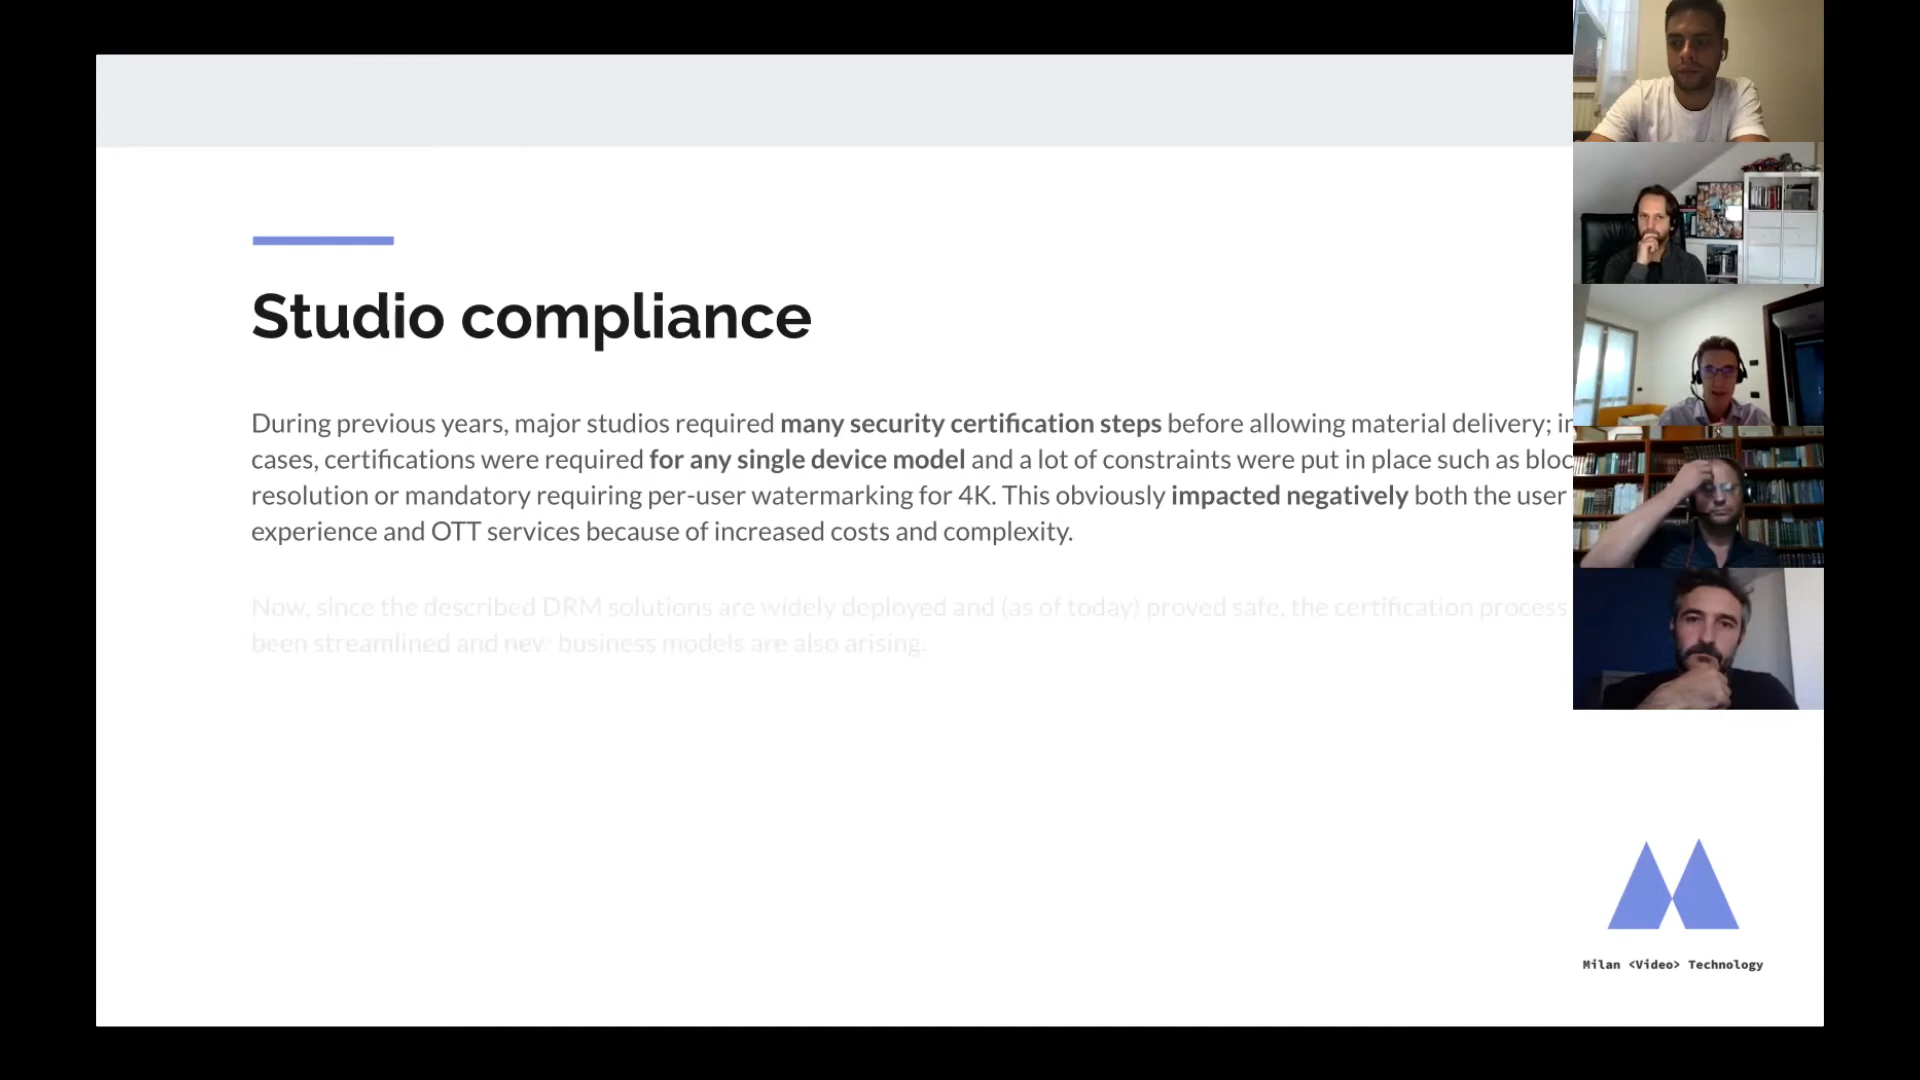 Studio compliance
During previous years, major studios required many security certification steps before allowing material delivery;
cases, certifications were required for any single device model and a lot of constraints were put in place such as
resolution or mandatory requiring per-user watermarking for 4K. This obviously impacted negatively both the user
experience and OTT services because of increased costs and complexity.
Now, since the described DRM solutions are widely deployed and (as of today) proved safe, the certification process
been streamlined and new business models are also arising.
Milan <Video> Technology